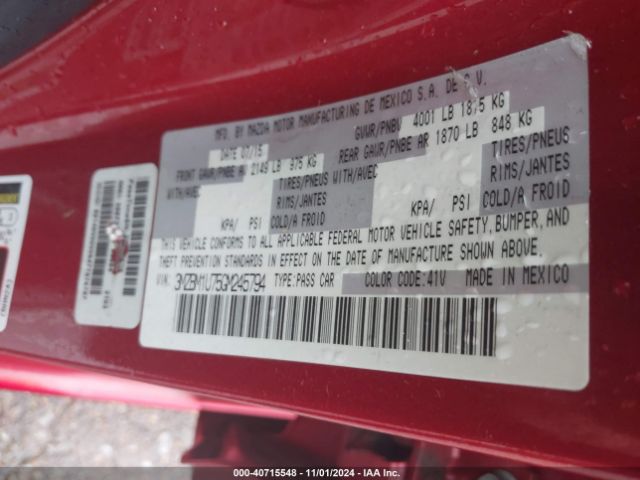 MFG. BY MAZDA MOTOR MANUFACTURING DE MEXICO S.A. DE C.V.
DATE 07/15 GVWR/PNBV 4001 LB 1815 KG
FRONT GAWR/PNBE AV 2149 LB 975 KG REAR GAWR/PNBE AR 1870 LB 848 KG
WITH/AVEC TIRES/PNEUS WITH/AVEC TIRES/PNEUS
RIMS/JANTES RIMS/JANTES
KPA/ PSI COLD/A FROID KPA/ PSI COLD/A FROID
THIS VEHICLE CONFORMS TO ALL APPLICABLE FEDERAL MOTOR VEHICLE SAFETY, BUMPER, AND
THEFT PREVENTION STANDARDS IN EFFECT ON THE DATE OF MANUFACTURE SHOWN ABOVE.
VIN: 3MZBM1U75GM245794 TYPE:PASS CAR COLOR CODE:41V MADE IN MEXICO
000-40715548 - 11/01/2024 - IAA Inc.